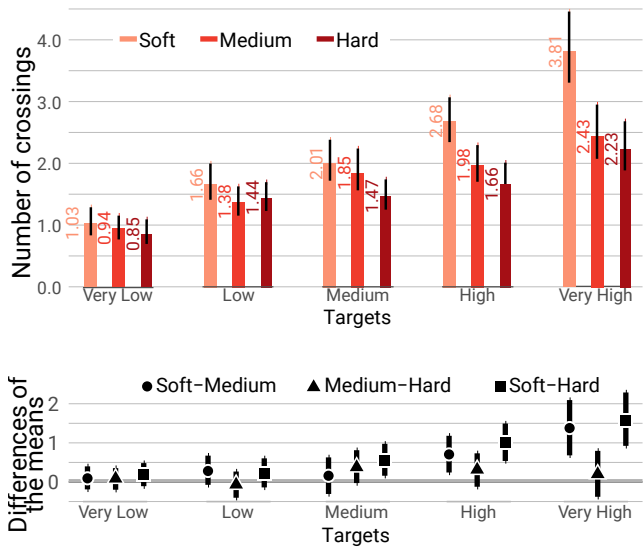 4.0
3.0
2.0
1.0
0.0
Number of crossings
Soft Medium Hard
1.03 0.94 0.85
1.66 1.38 1.44
2.01 1.85 1.47
2.68 1.98 1.66
3.81 2.43 2.23
Very Low Low Medium High Very High
Targets
Differences of
the means
Soft-Medium Medium-Hard Soft-Hard
2
1
0
Very Low Low Medium High Very High
Targets